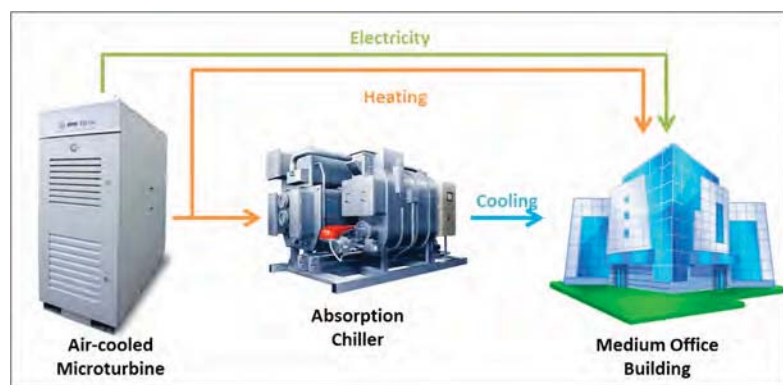 Electricity
Heating
Cooling
Absorption
Chiller
Air-cooled
Microturbine
Medium Office
Building